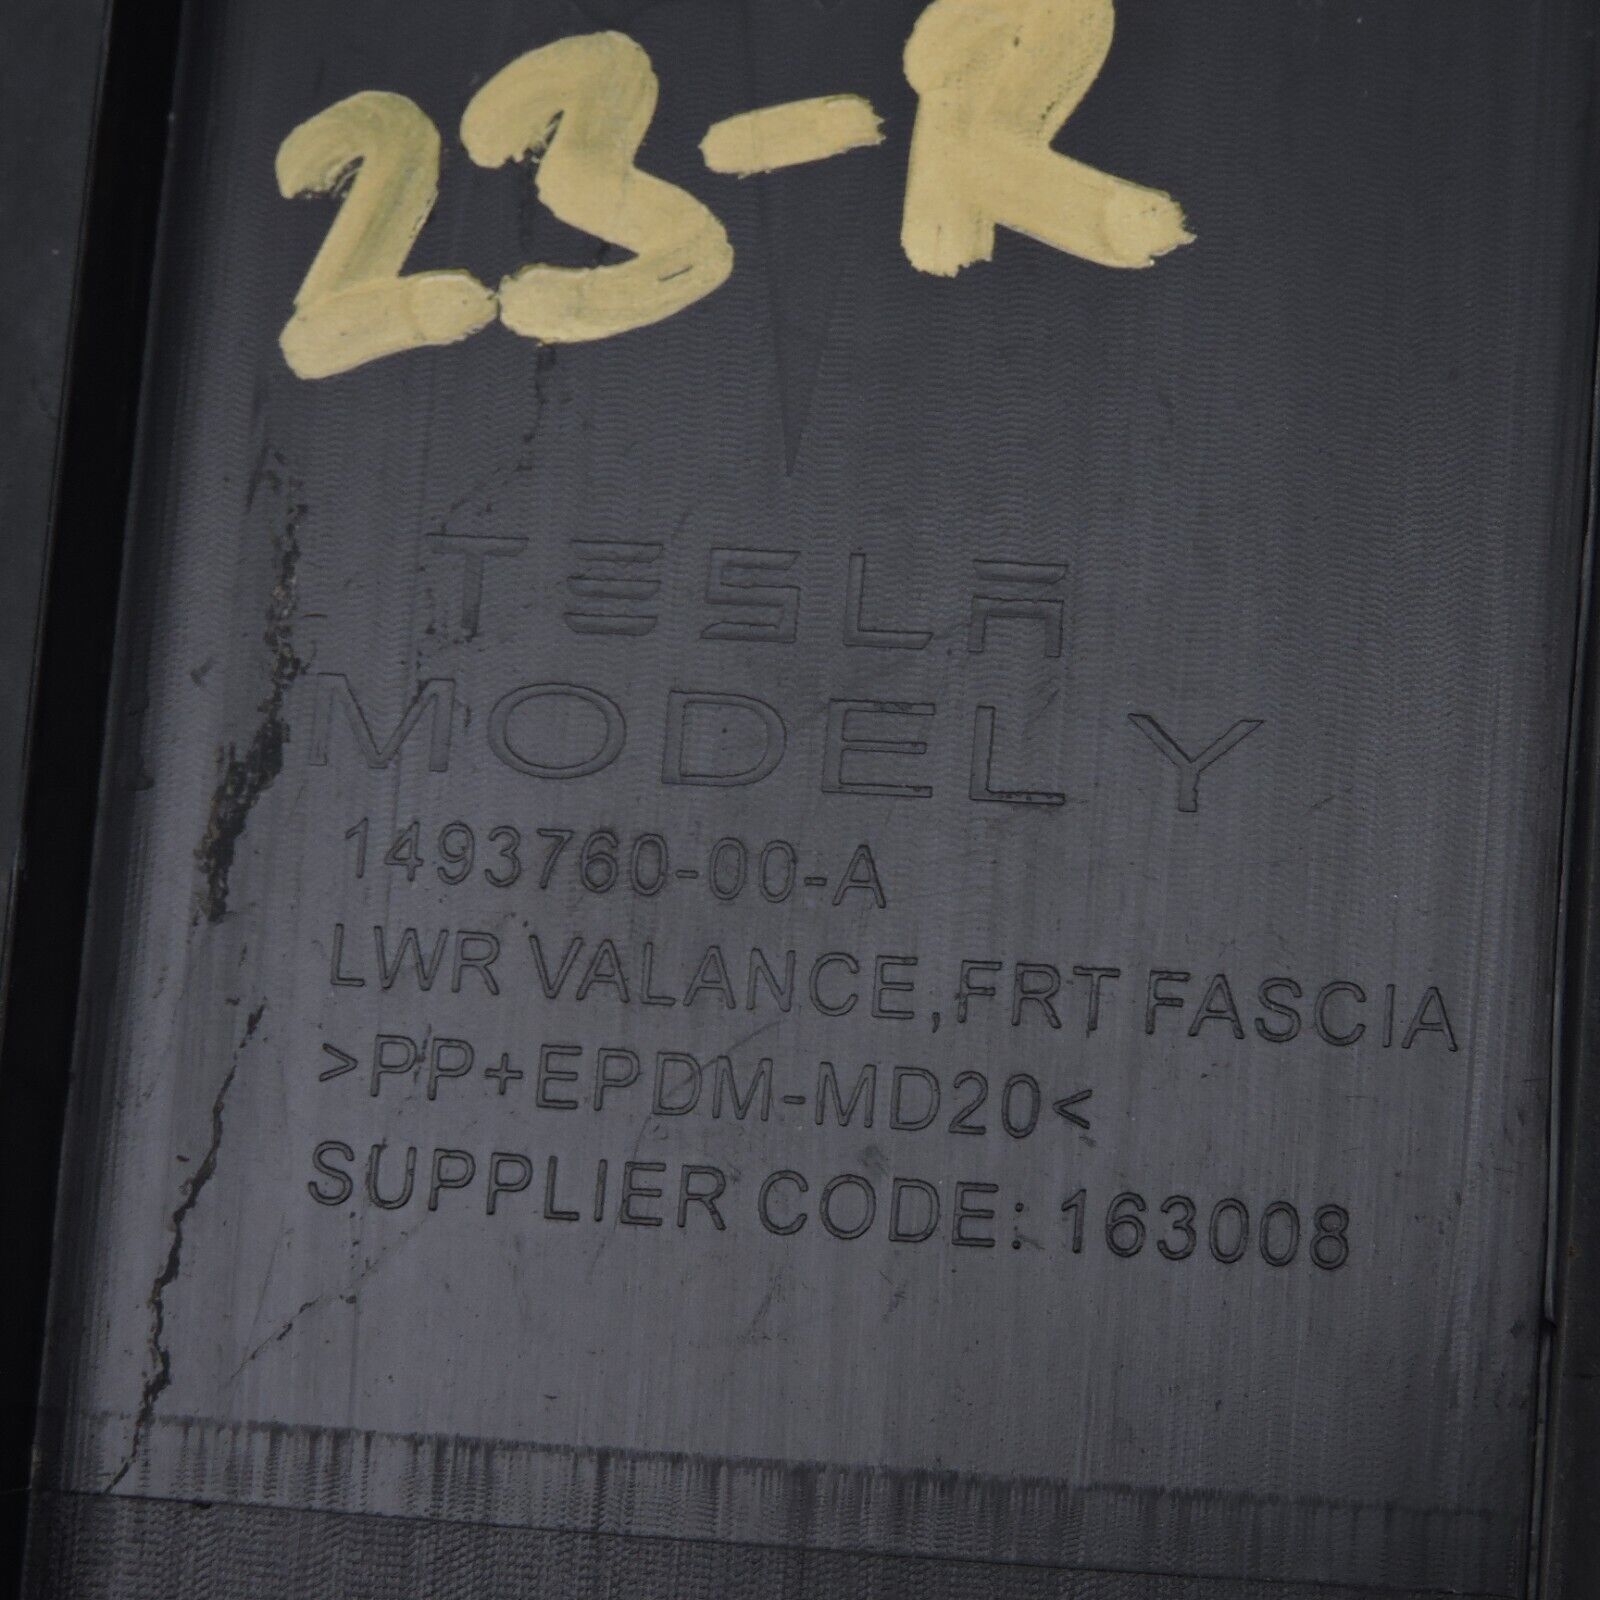 23-R
TESLA
MODEL Y
1493760-00-A
LWR VALANCE,FRT FASCIA
>PP+EPDM-MD20<
SUPPLIER CODE: 163008